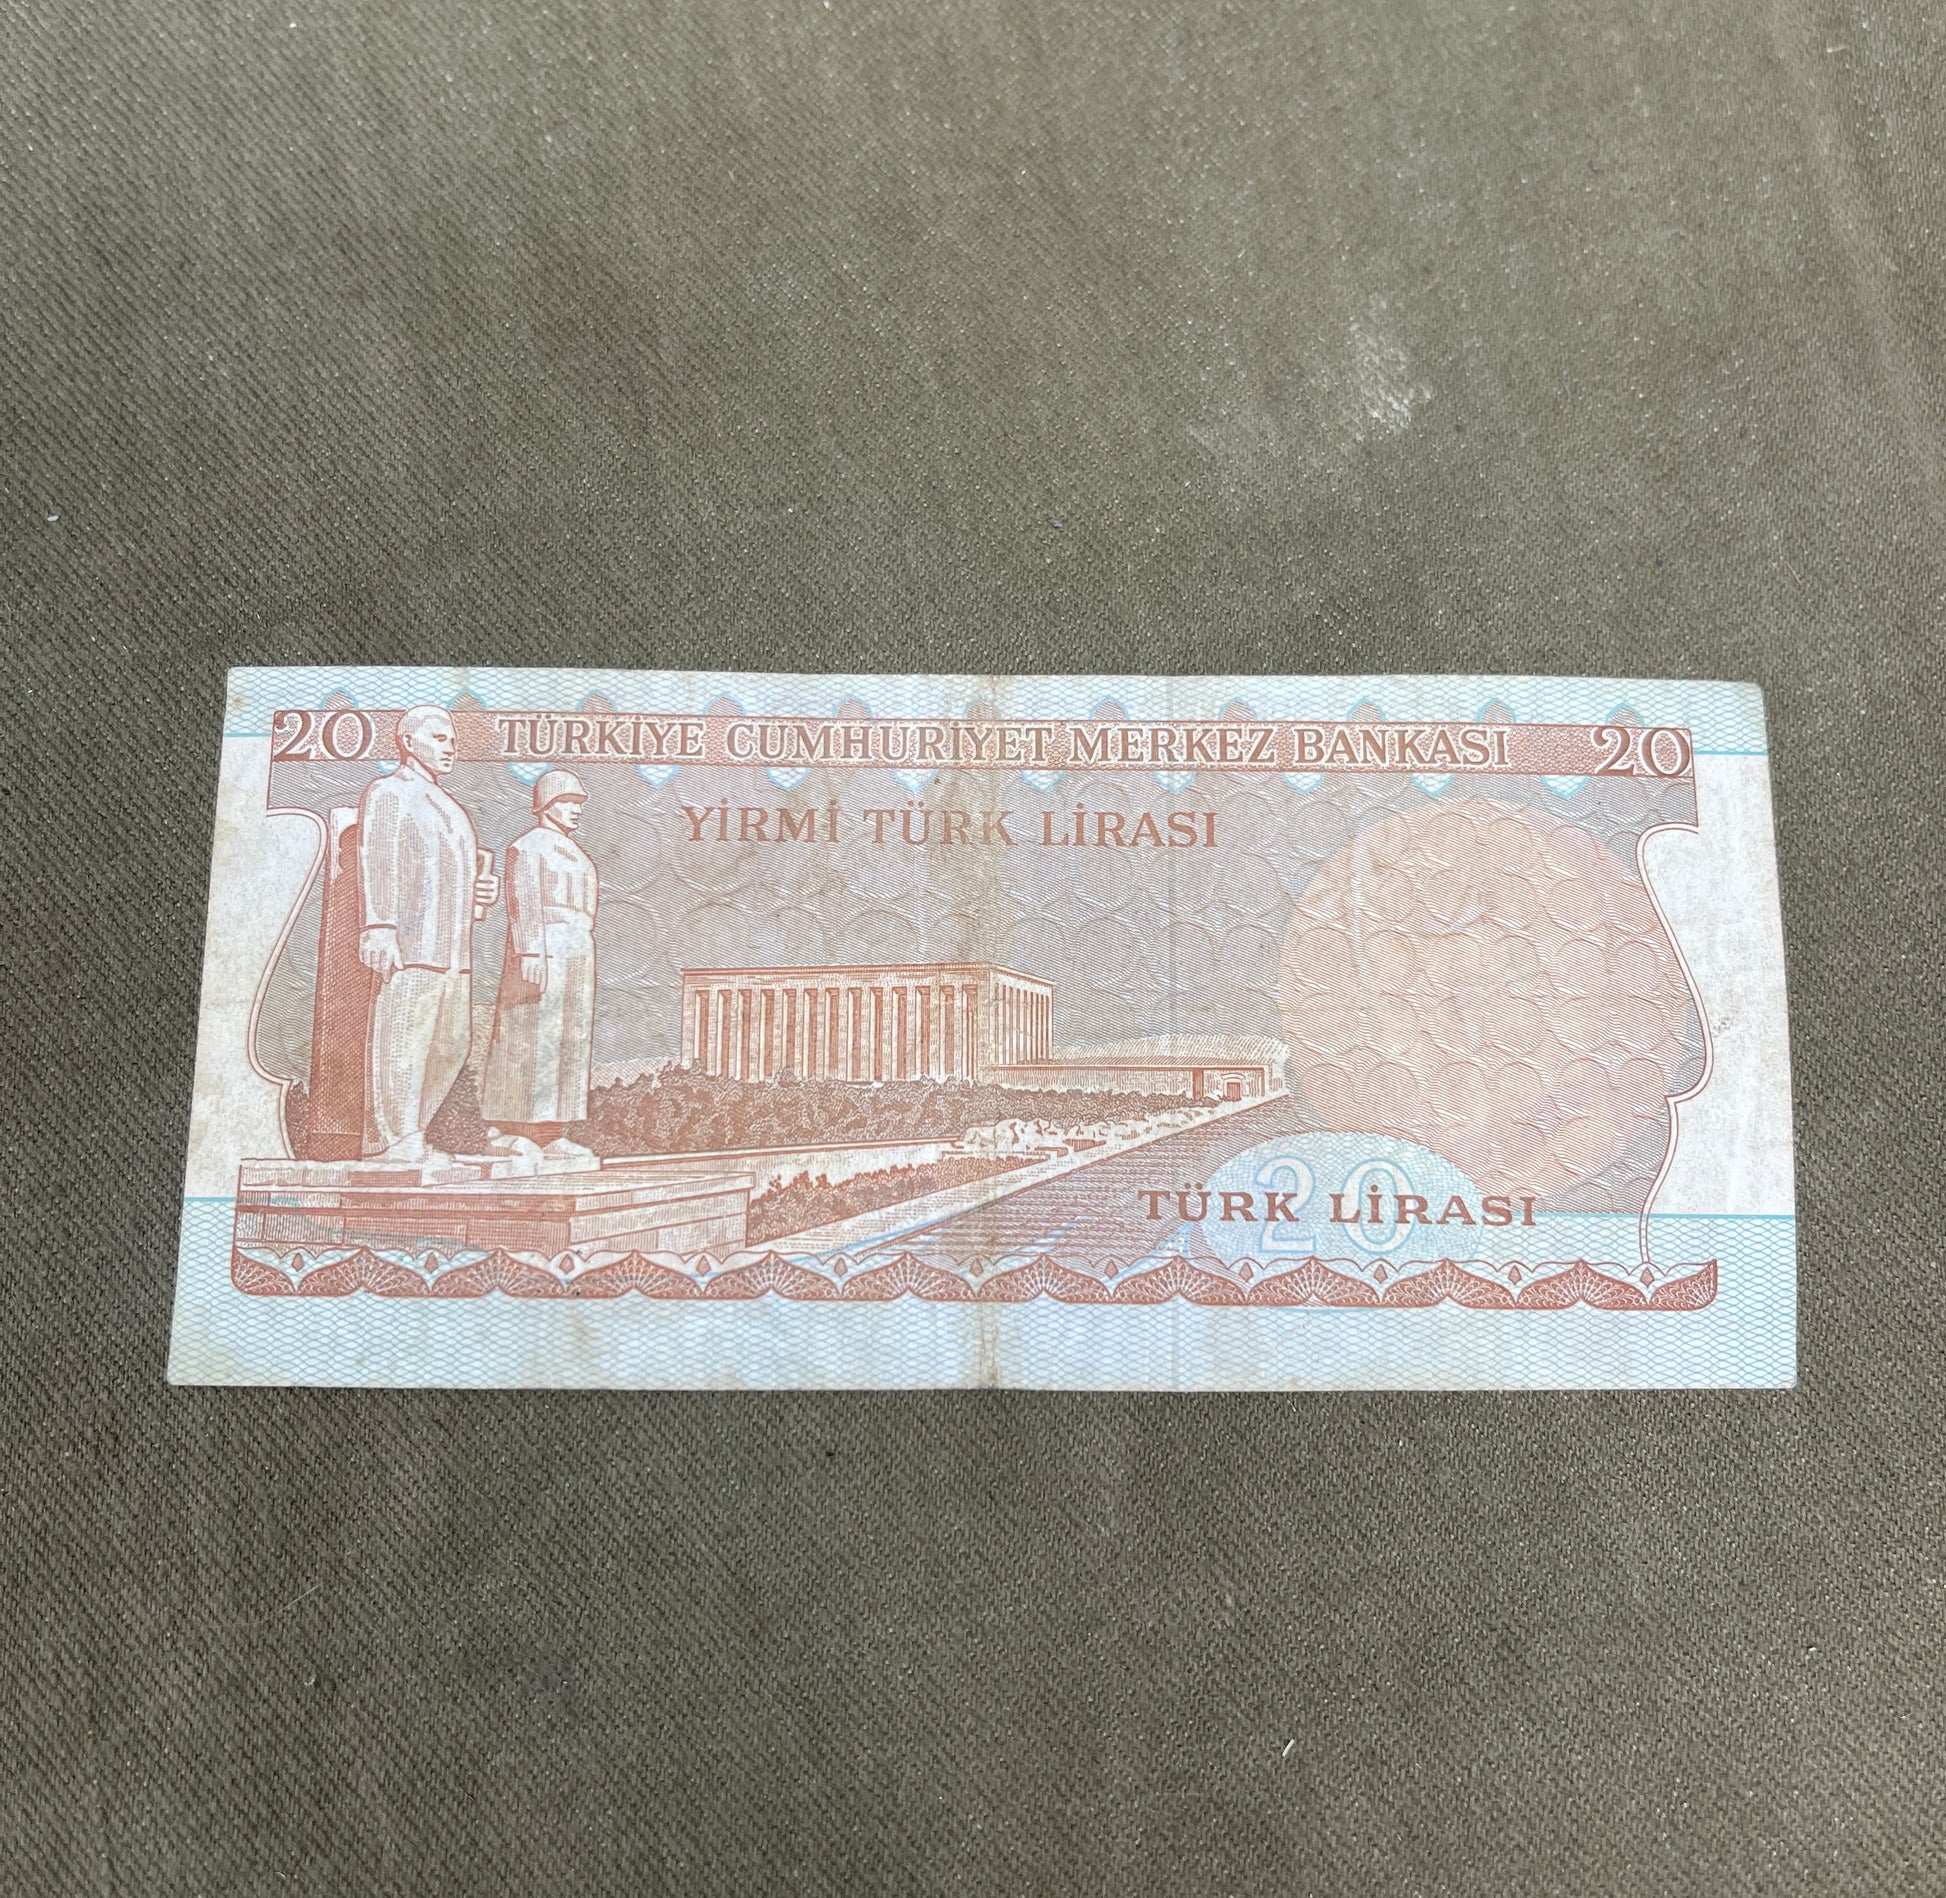 20 TÜRKİYE CUMHURİYET MERKEZ BANKASI 20
YİRMİ TÜRK LİRASI
20
TÜRK LİRASI